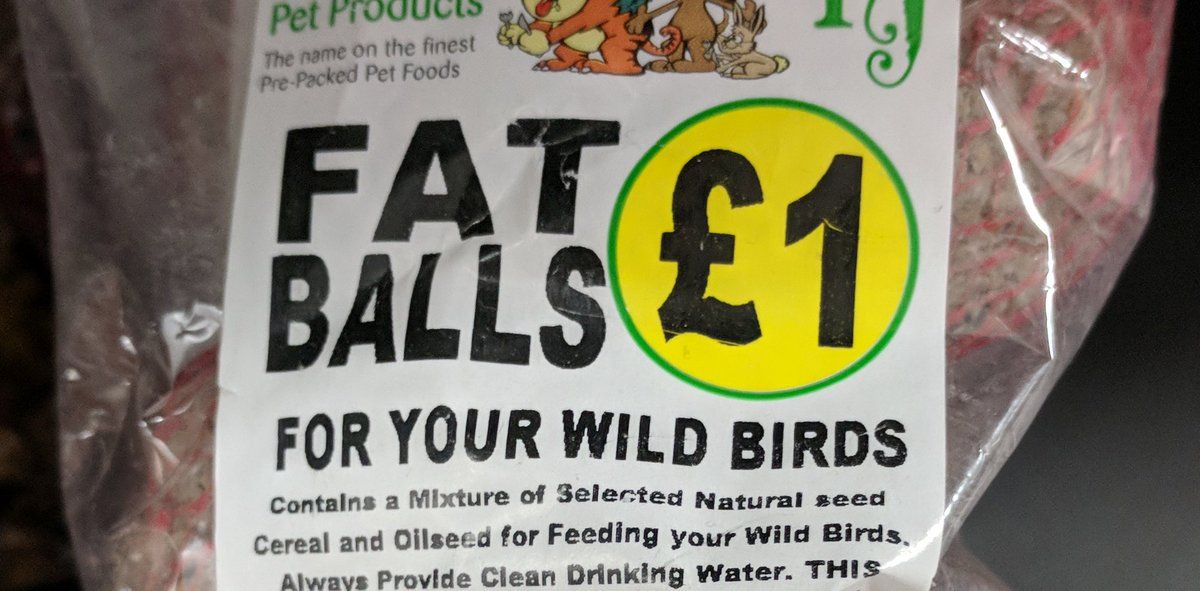 Pet Products
The name on the finest
Pre-Packed Pet Foods
FAT
BALLS
£1
FOR YOUR WILD BIRDS
Contains a Mixture of Selected Natural seed
Cereal and Oilseed for Feeding your Wild Birds.
Always Provide Clean Drinking Water. THIS